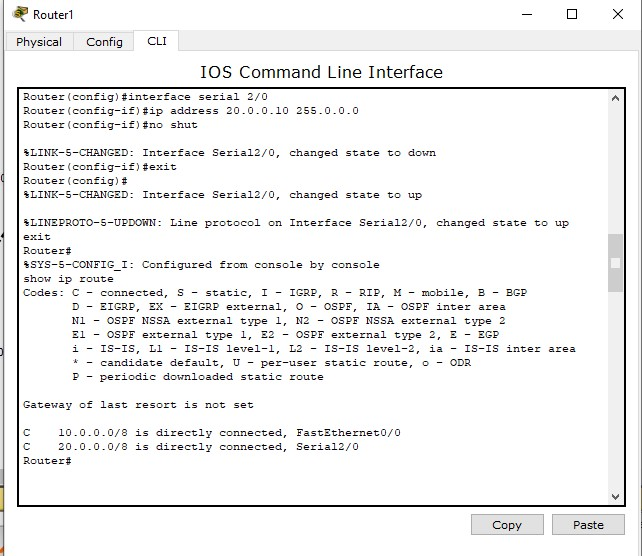 Router1
Physical Config CLI
IOS Command Line Interface
Router(config)#interface serial 2/0
Router(config-if)#ip address 20.0.0.10 255.0.0.0
Router(config-if)#no shut
%LINK-5-CHANGED: Interface Serial2/0, changed state to down
Router(config-if)#exit
Router(config)#
%LINK-5-CHANGED: Interface Serial2/0, changed state to up
%LINEPROTO-5-UPDOWN: Line protocol on Interface Serial2/0, changed state to up
exit
Router#
%SYS-5-CONFIG_I: Configured from console by console
show ip route
Codes: C - connected, S - static, I - IGRP, R - RIP, M - mobile, B - BGP
D - EIGRP, EX - EIGRP external, O - OSPF, IA - OSPF inter area
N1 - OSPF NSSA external type 1, N2 - OSPF NSSA external type 2
E1 - OSPF external type 1, E2 - OSPF external type 2, E - EGP
i - IS-IS, L1 - IS-IS level-1, L2 - IS-IS level-2, ia - IS-IS inter area
* - candidate default, U - per-user static route, o - ODR
P - periodic downloaded static route
Gateway of last resort is not set
C 10.0.0.0/8 is directly connected, FastEthernet0/0
C 20.0.0.0/8 is directly connected, Serial2/0
Router#
Copy Paste